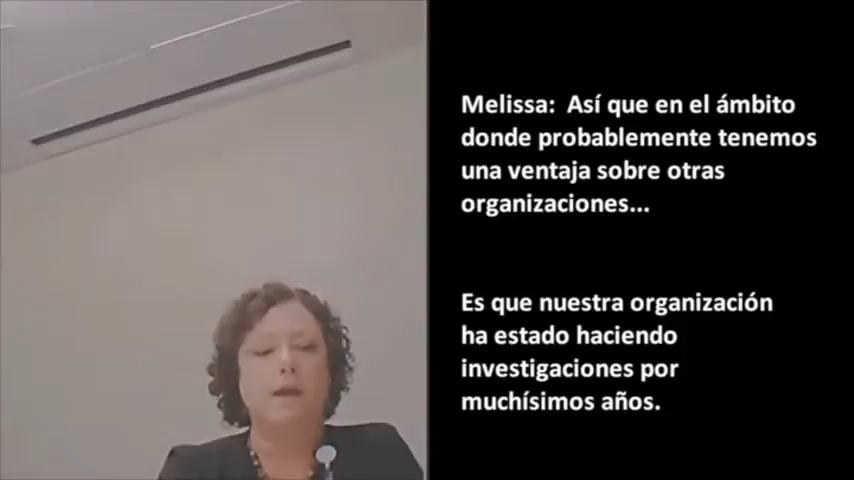 Melissa:  Así que en el ámbito
donde probablemente tenemos
una ventaja sobre otras
organizaciones...
Es que nuestra organización
ha estado haciendo
investigaciones por
muchísimos años.